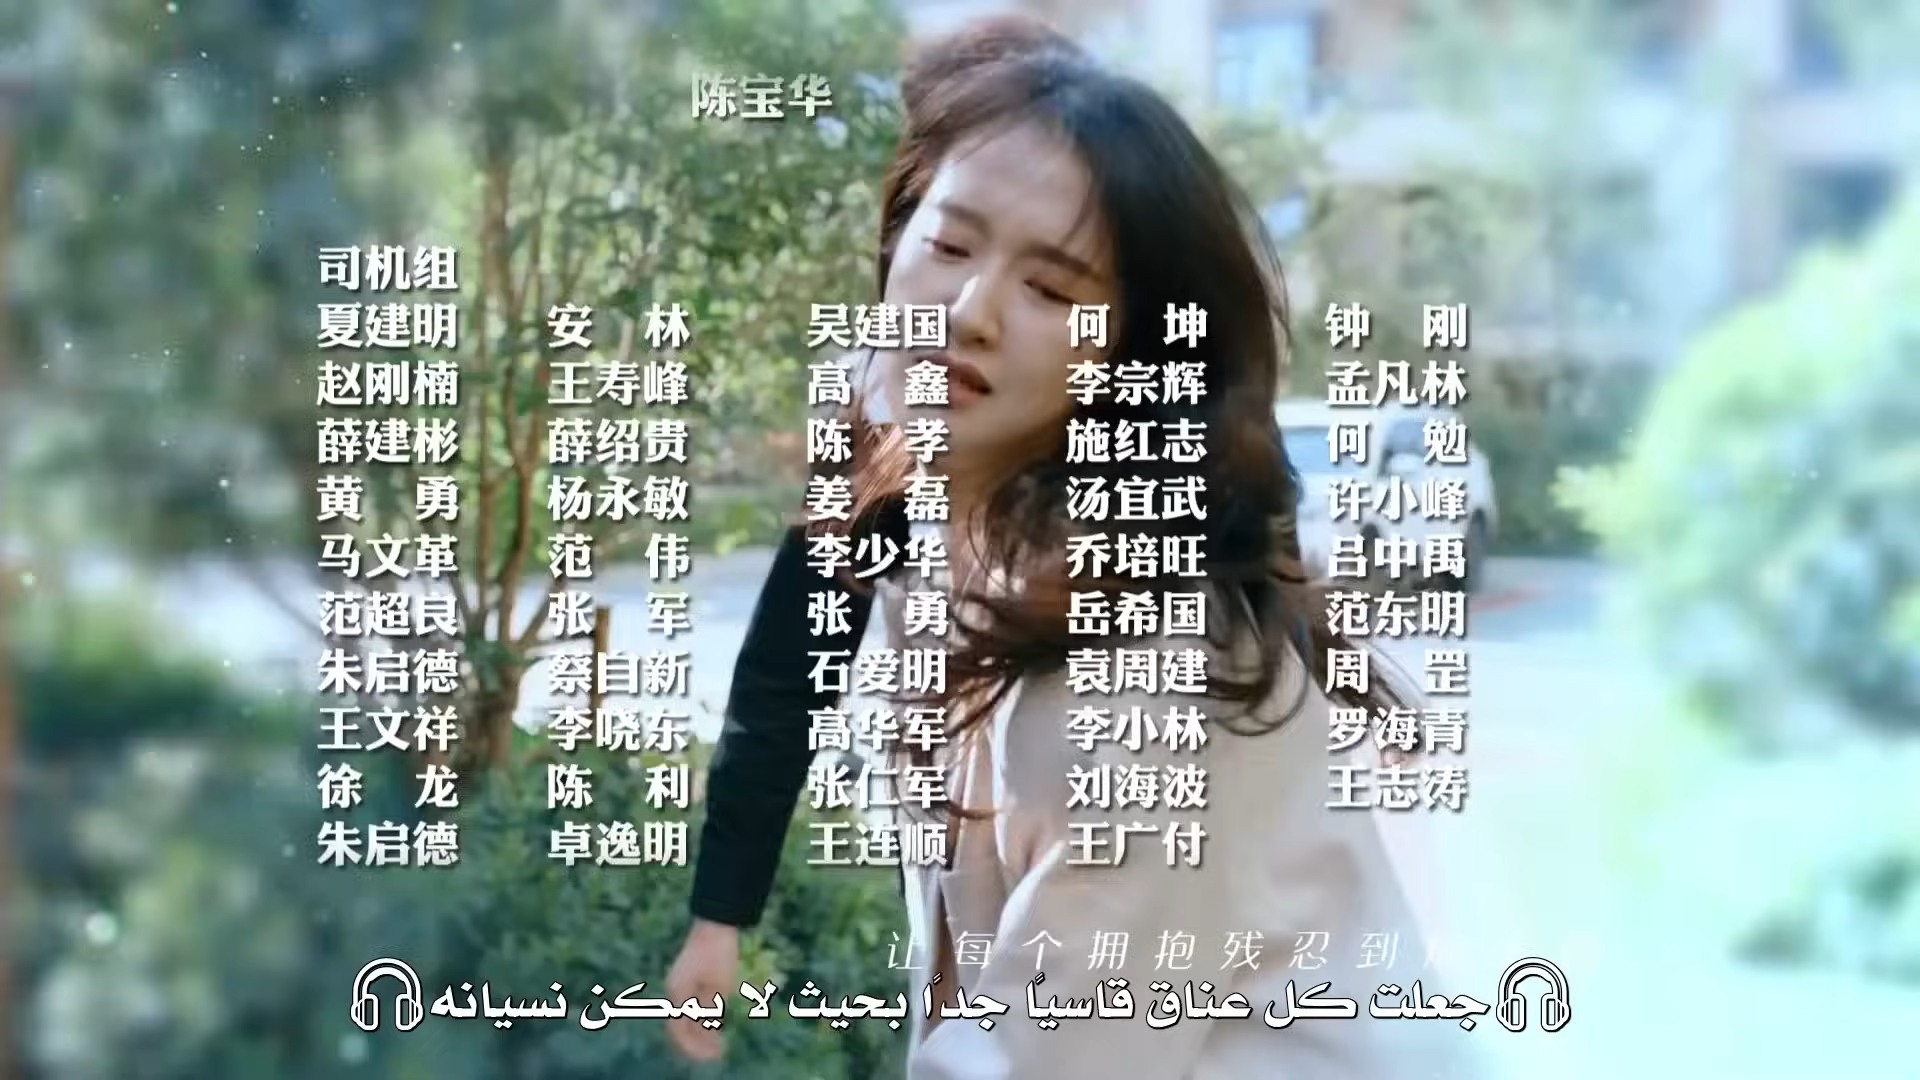 陈宝华
司机组
夏建明 安林 吴建国 何坤 钟刚
赵刚楠 王寿峰 高鑫 李宗辉 孟凡林
薛建彬 薛绍贵 陈孝 施红志 何勉
黄勇 杨永敏 姜磊 汤宜武 许小峰
马文革 范伟 李少华 乔培旺 吕中禹
范超良 张军 张勇 岳希国 范东明
朱启德 蔡自新 石爱明 袁周建 周罡
王文祥 李晓东 高华军 李小林 罗海青
徐龙 陈利 张仁军 刘海波 王志涛
朱启德 卓逸明 王连顺 王广付
让每个拥抱残忍到
جعلت كل عناق قاسيًا جدًا بحيث لا يمكن نسيانه